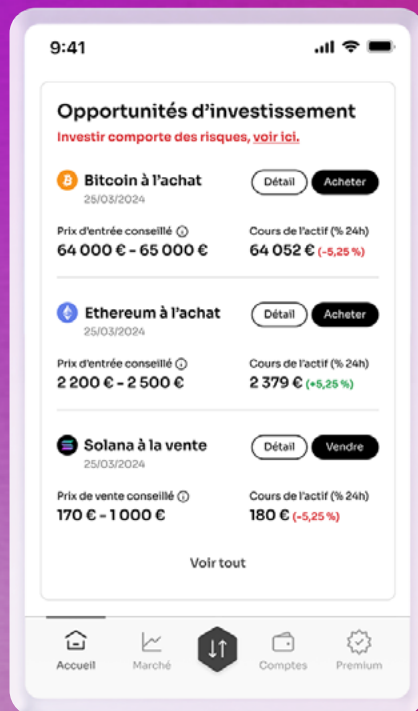 9:41
Opportunités d'investissement
Investir comporte des risques, voir ici.
Bitcoin à l'achat
Détail
Acheter
25/03/2024
Prix d'entrée conseillé
Cours de l'actif (% 24h)
64 000 € - 65 000 €
64 052 € (-5,25 %)
Ethereum à l'achat
Détail
Acheter
25/03/2024
Prix d'entrée conseillé
Cours de l'actif (% 24h)
2 200 € - 2 500 €
2 379 € (+5,25 %)
Solana à la vente
Détail
Vendre
25/03/2024
Prix de vente conseillé
Cours de l'actif (% 24h)
170 € - 1 000 €
180 € (-5,25 %)
Voir tout
Accueil
Marché
Comptes
Premium